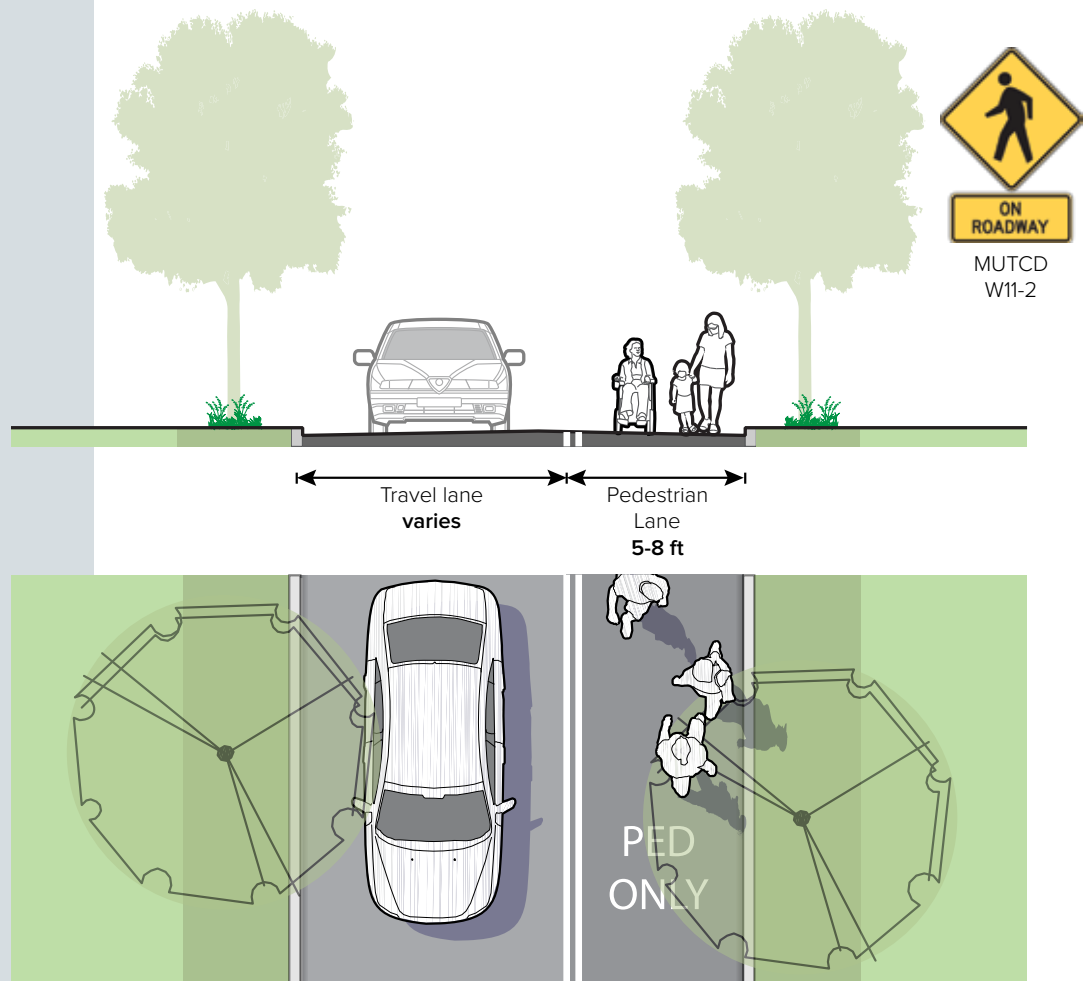 ON
ROADWAY
MUTCD
W11-2
Travel lane
varies
Pedestrian
Lane
5-8 ft
PED
ONLY